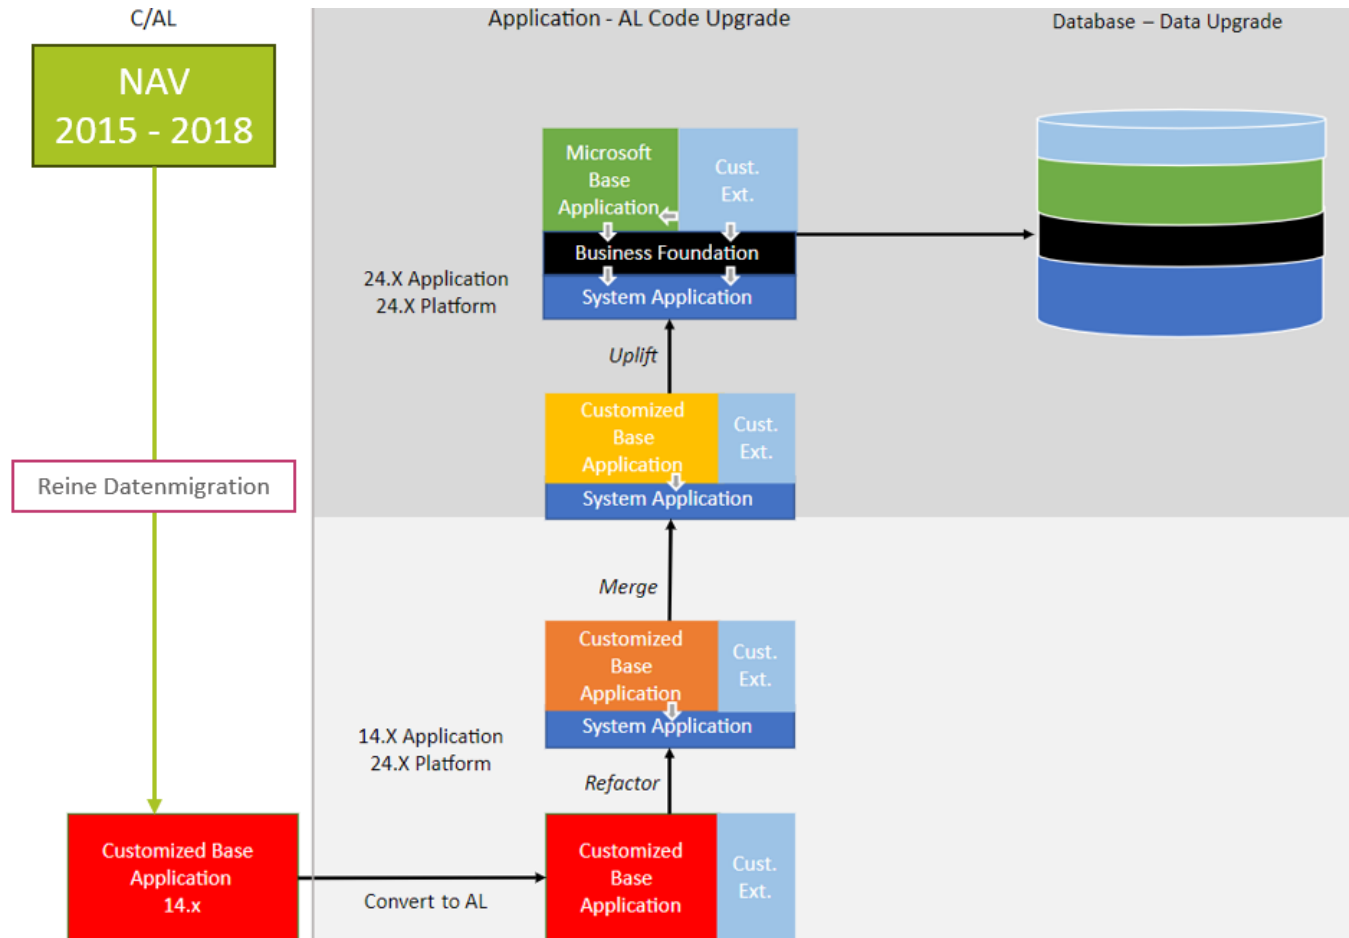 C/AL
Application - AL Code Upgrade
Database – Data Upgrade
NAV
2015 - 2018
Microsoft
Base
Application
Cust.
Ext.
Business Foundation
System Application
24.X Application
24.X Platform
Uplift
Customized
Base
Application
Cust.
Ext.
System Application
Reine Datenmigration
Merge
Customized
Base
Application
Cust.
Ext.
System Application
14.X Application
24.X Platform
Refactor
Customized Base
Application
14.x
Convert to AL
Customized
Base
Application
Cust.
Ext.